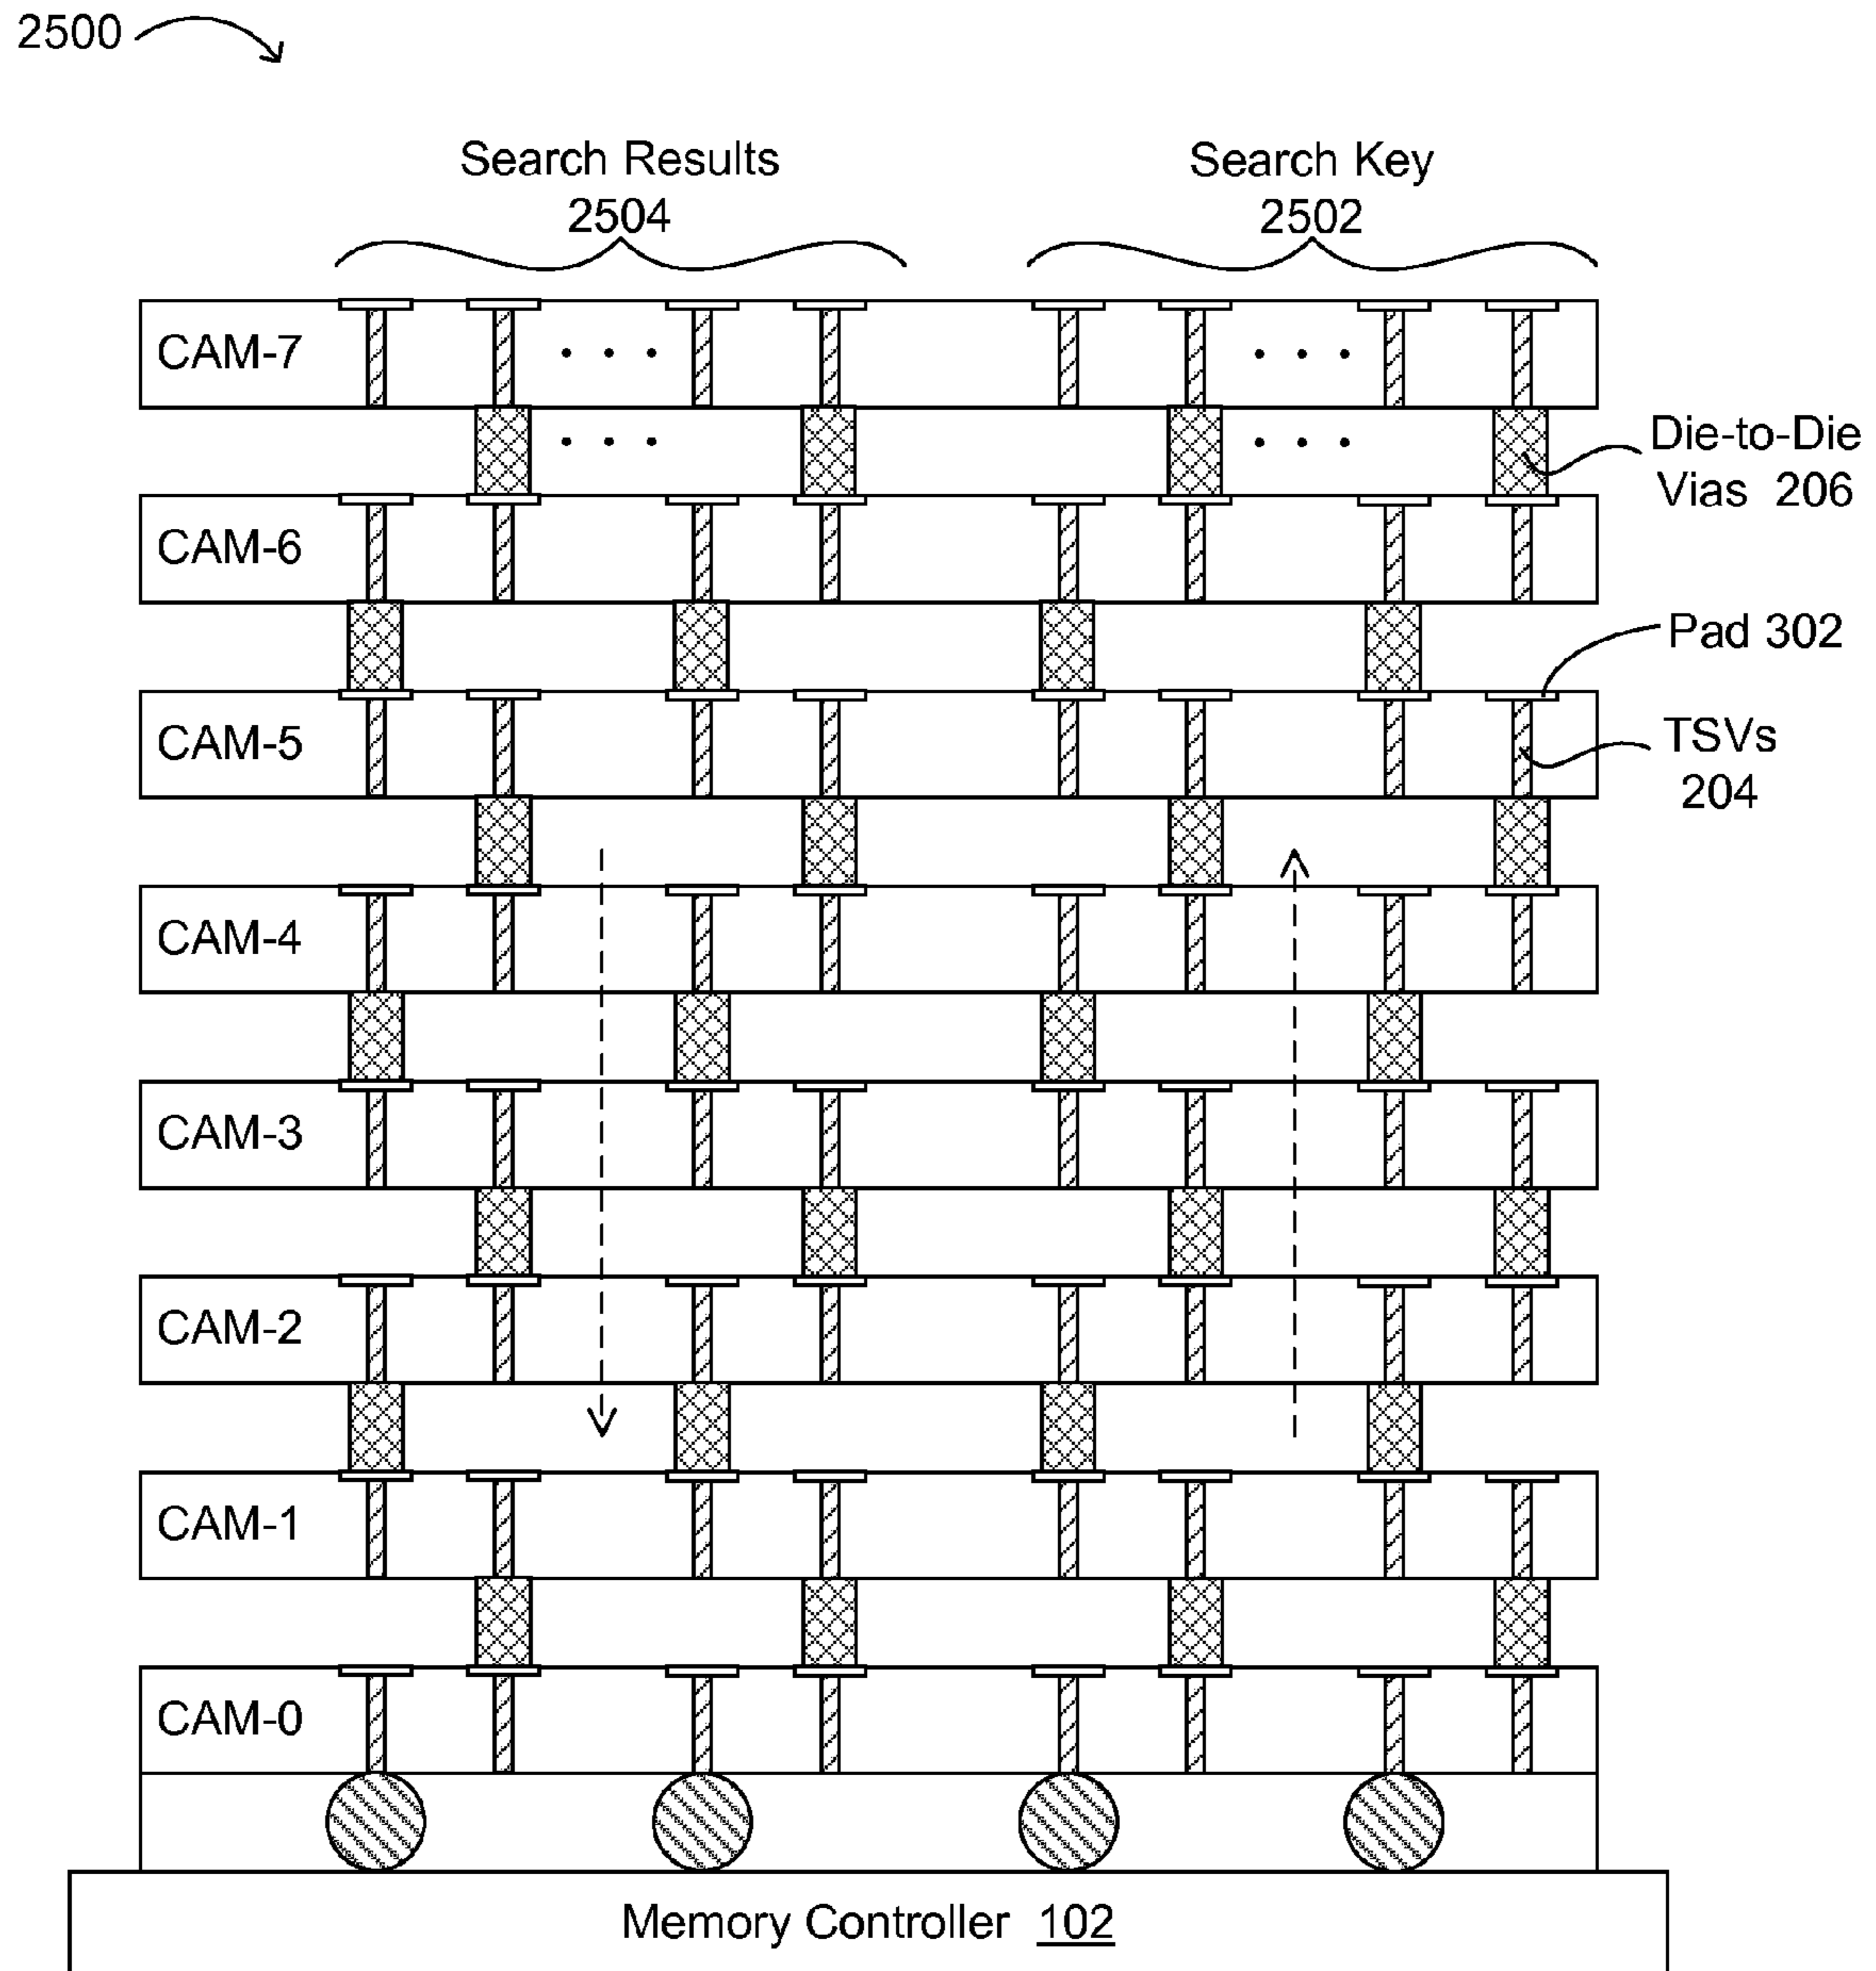 2500
Search Results
2504
Search Key
2502
CAM-7
Die-to-Die
Vias 206
CAM-6
Pad 302
CAM-5
TSVs
204
CAM-4
CAM-3
CAM-2
CAM-1
CAM-0
Memory Controller 102